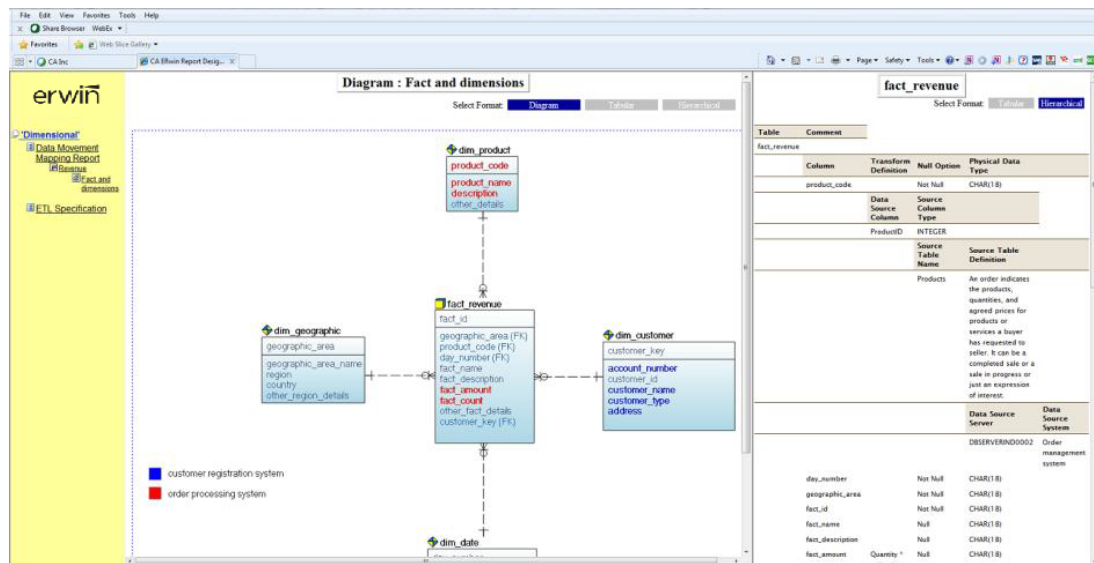 File Edit View Favorites Tools Help
x Share Browser WebEx
Favorites Web Slice Gallery
CA Inc CA ERwin Report Desig... X Page Safety Tools
erwin
'Dimensional'
Data Movement
Mapping Report
Revenue
Fact and
dimensions
ETL Specification
Diagram : Fact and dimensions
Select Format: Diagram Tabular Hierarchical
dim_product
product_code
product_name
description
other_details
fact_revenue
fact_id
geographic_area (FK)
product_code (FK)
day_number (FK)
fact_name
fact_description
fact_amount
fact_count
other_fact_details
customer_key (FK)
dim_geographic
geographic_area
geographic_area_name
region
country
other_region_details
dim_customer
customer_key
account_number
customer_id
customer_name
customer_type
address
customer registration system
order processing system
dim_date
fact_revenue
Select Format: Tabular Hierarchical
Table Comment
fact_revenue
Column Transform Definition Null Option Physical Data Type
product_code Not Null CHAR(18)
Data Source Column Source Column Type
ProductID INTEGER
Source Table Name Source Table Definition
Products An order indicates
the products,
quantities, and
agreed prices for
products or
services a buyer
has requested to
seller. It can be a
completed sale or a
sale in progress or
just an expression
of interest.
Data Source Server Data Source System
DBSERVERIND0002 Order management system
day_number Not Null CHAR(18)
geographic_area Not Null CHAR(18)
fact_id Not Null CHAR(18)
fact_name Null CHAR(18)
fact_description Null CHAR(18)
fact_amount Quantity * Null CHAR(18)